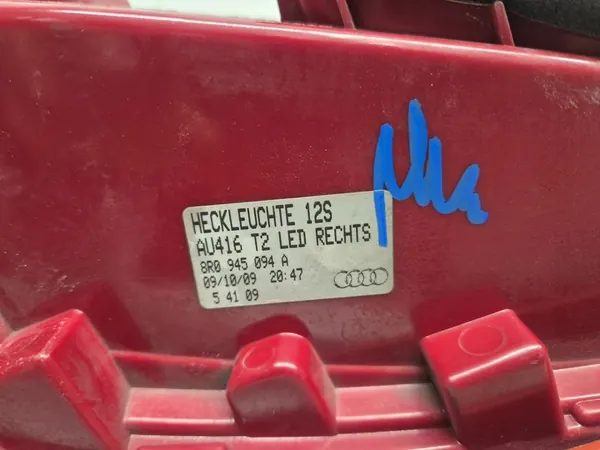 HECKLEUCHTE 12S
AU416 T2 LED RECHTS
8R0 945 094 A
09/10/09 20:47
5 41 09